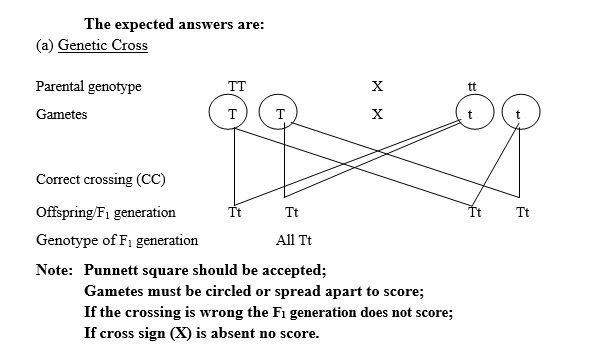 The expected answers are:
(a) Genetic Cross
Parental genotype TT X tt
Gametes T T X t t
Correct crossing (CC)
Offspring/F₁ generation Tt Tt Tt Tt
Genotype of F₁ generation All Tt
Note: Punnett square should be accepted;
Gametes must be circled or spread apart to score;
If the crossing is wrong the F₁ generation does not score;
If cross sign (X) is absent no score.